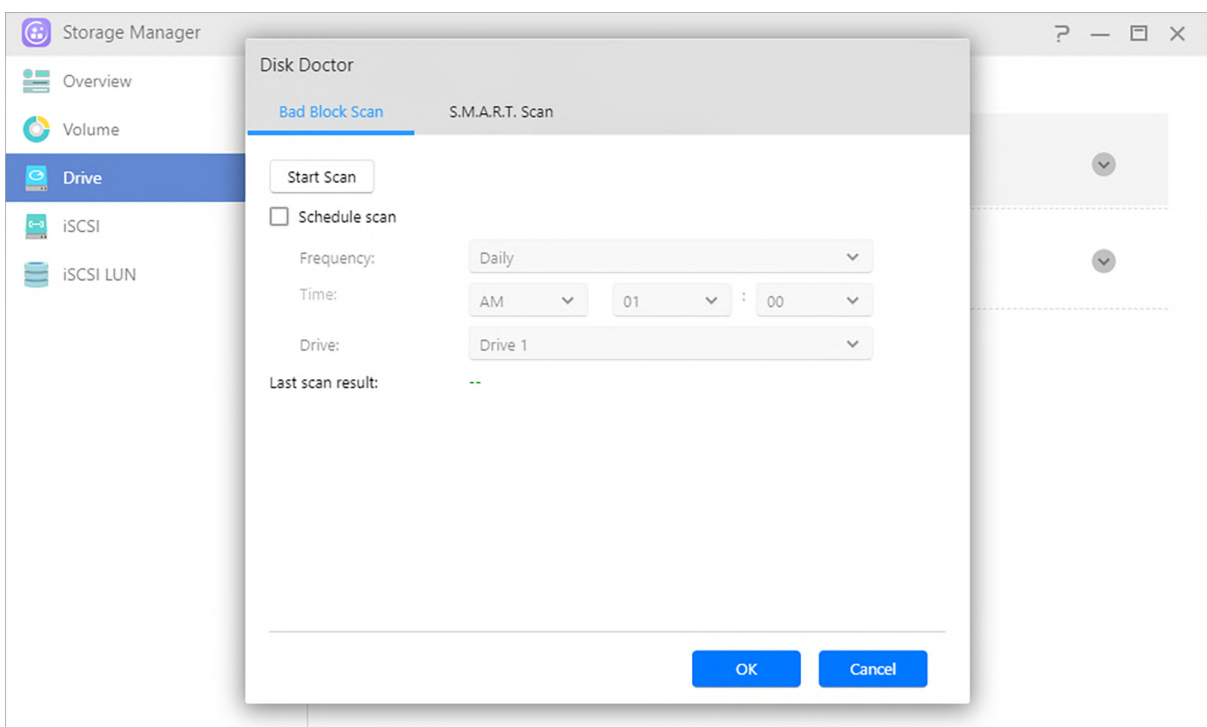 Storage Manager
Overview
Volume
Drive
iSCSI
iSCSI LUN
Disk Doctor
Bad Block Scan S.M.A.R.T. Scan
Start Scan
Schedule scan
Frequency: Daily
Time: AM 01 : 00
Drive: Drive 1
Last scan result: --
OK Cancel